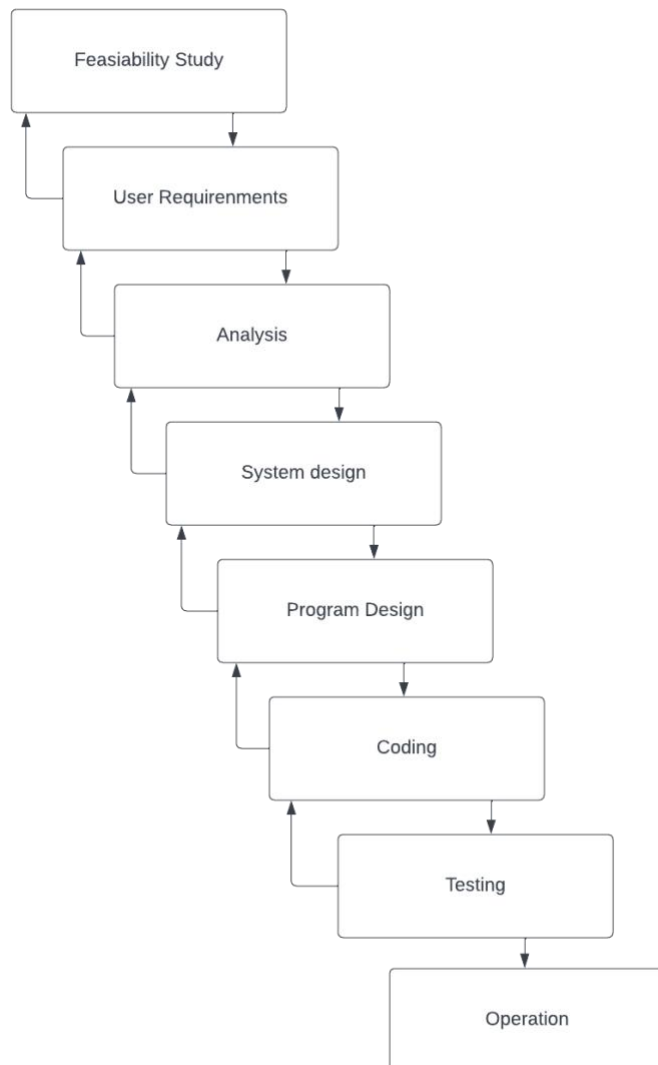 Feasiability Study
User Requirenments
Analysis
System design
Program Design
Coding
Testing
Operation